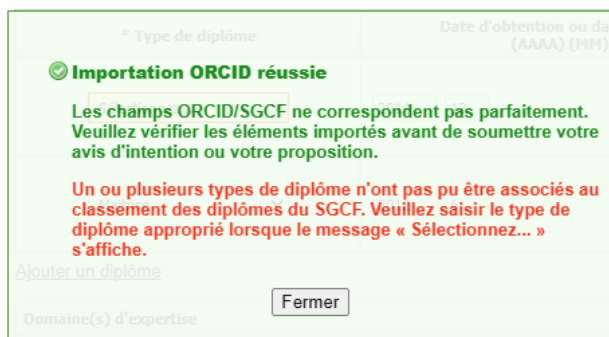 * Type de diplôme
Date d'obtention ou da
(AAAA) (MM)
Importation ORCID réussie
Les champs ORCID/SGCF ne correspondent pas parfaitement.
Veuillez vérifier les éléments importés avant de soumettre votre
avis d'intention ou votre proposition.
Un ou plusieurs types de diplôme n'ont pas pu être associés au
classement des diplômes du SGCF. Veuillez saisir le type de
diplôme approprié lorsque le message « Sélectionnez... »
s'affiche.
Ajouter un diplôme
Fermer
Domaine(s) d'expertise